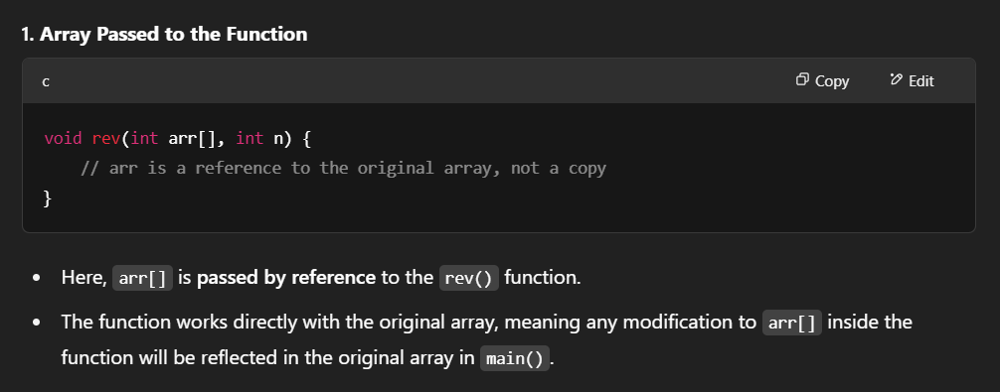 1. Array Passed to the Function
c Copy Edit
void rev(int arr[], int n) {
// arr is a reference to the original array, not a copy
}
• Here, arr[] is passed by reference to the rev() function.
• The function works directly with the original array, meaning any modification to arr[] inside the
function will be reflected in the original array in main().